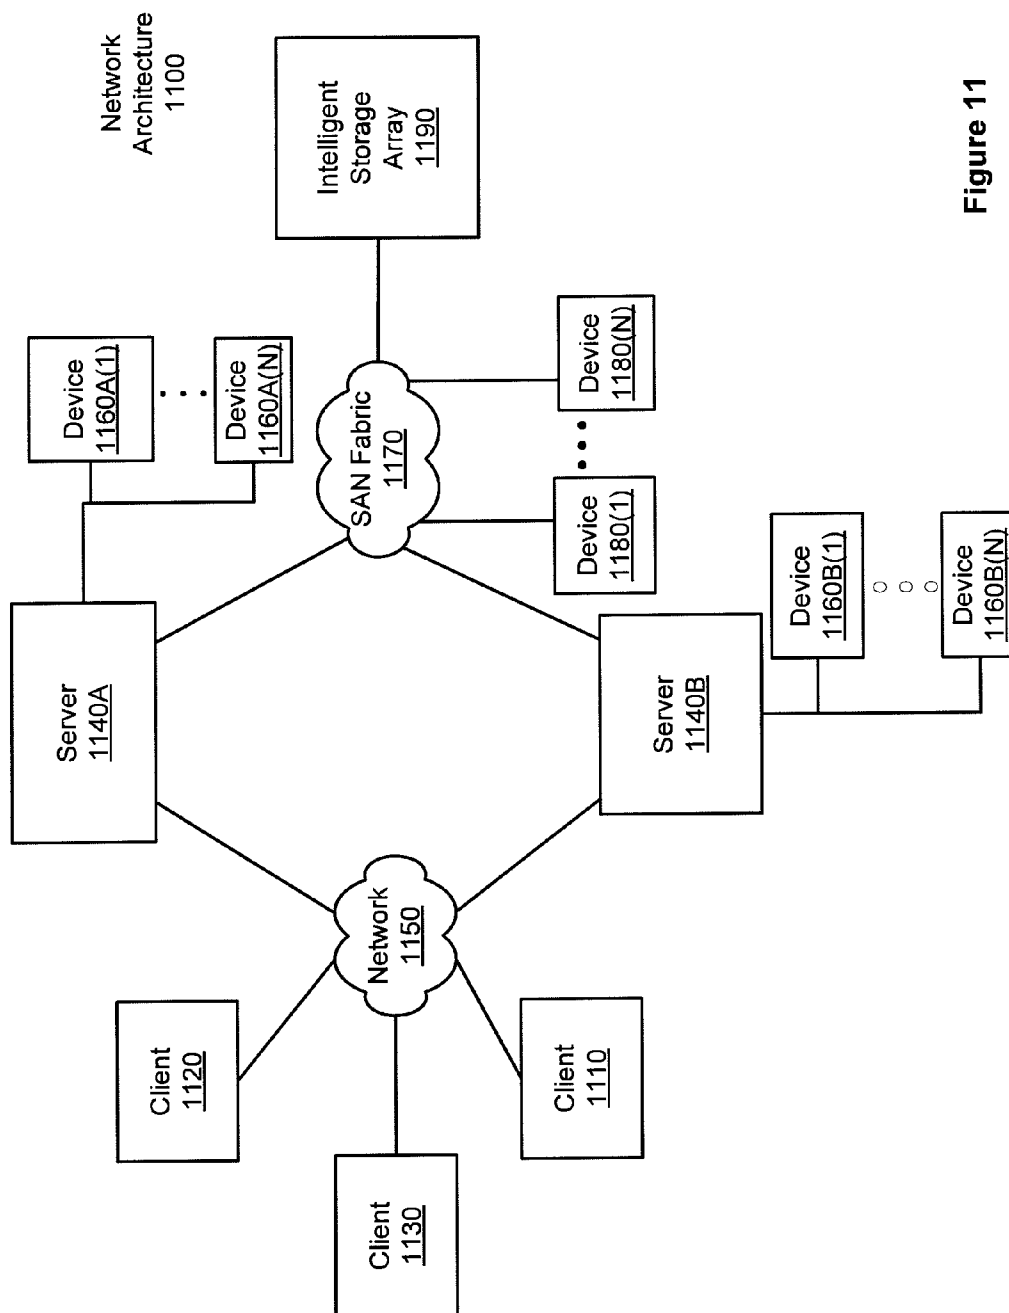 Network
Architecture
1100
Device
1160A(1)
Device
1160A(N)
Server
1140A
Intelligent
Storage
Array
1190
SAN Fabric
1170
Client
1120
Client
1130
Network
1150
Device
1180(1)
Device
1180(N)
Client
1110
Server
1140B
Device
1160B(1)
Device
1160B(N)
Figure 11